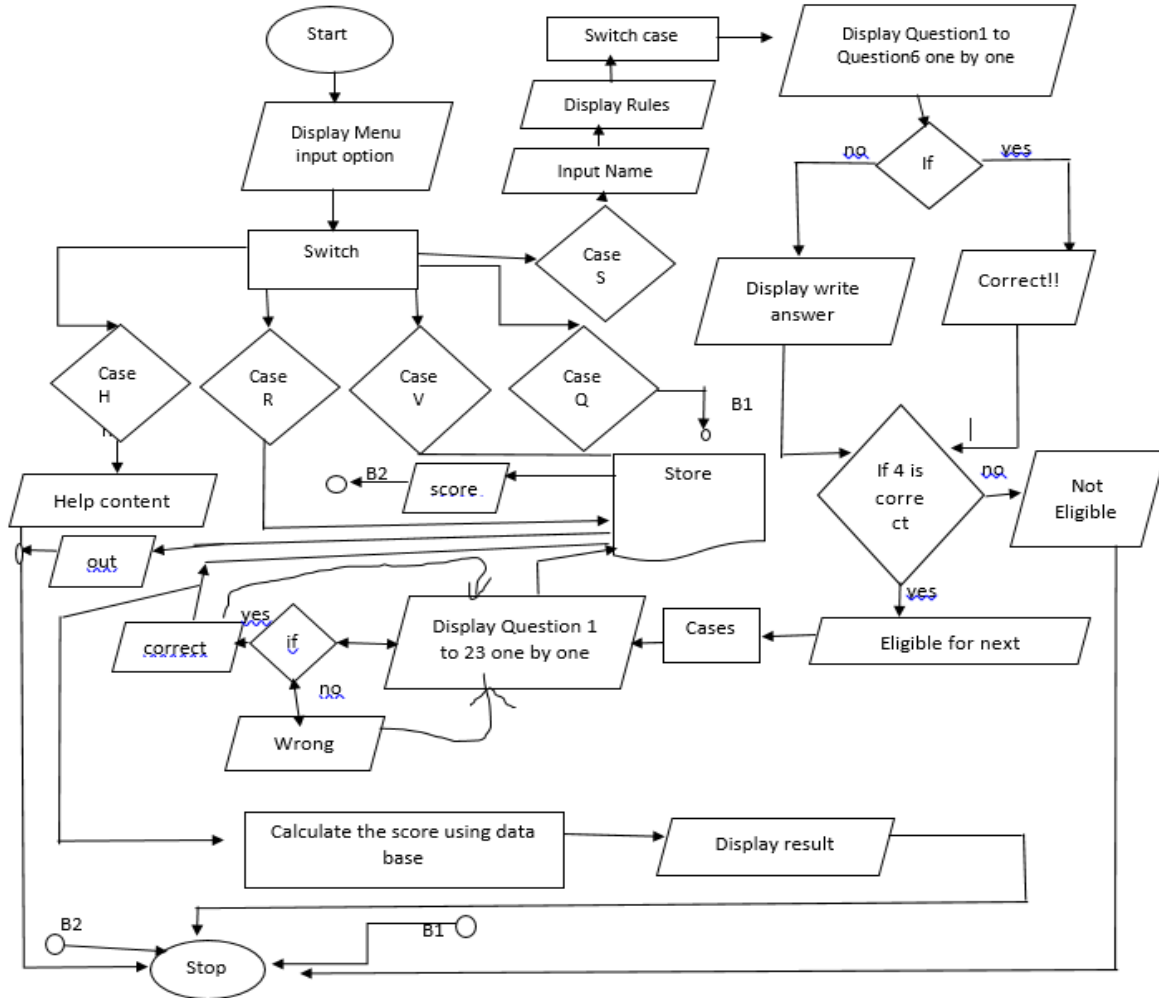 Start
Switch case
Display Question1 to
Question6 one by one
Display Rules
Display Menu
input option
Input Name
no
If
yes
Switch
Case
S
Display write
answer
Correct!!
Case
H
Case
R
Case
V
Case
Q
B1
Help content
B2
score
Store
If 4 is
corre
ct
no
Not
Eligible
out
yes
correct
yes
if
no
Display Question 1
to 23 one by one
Cases
Eligible for next
Wrong
Calculate the score using data
base
Display result
B2
B1
Stop